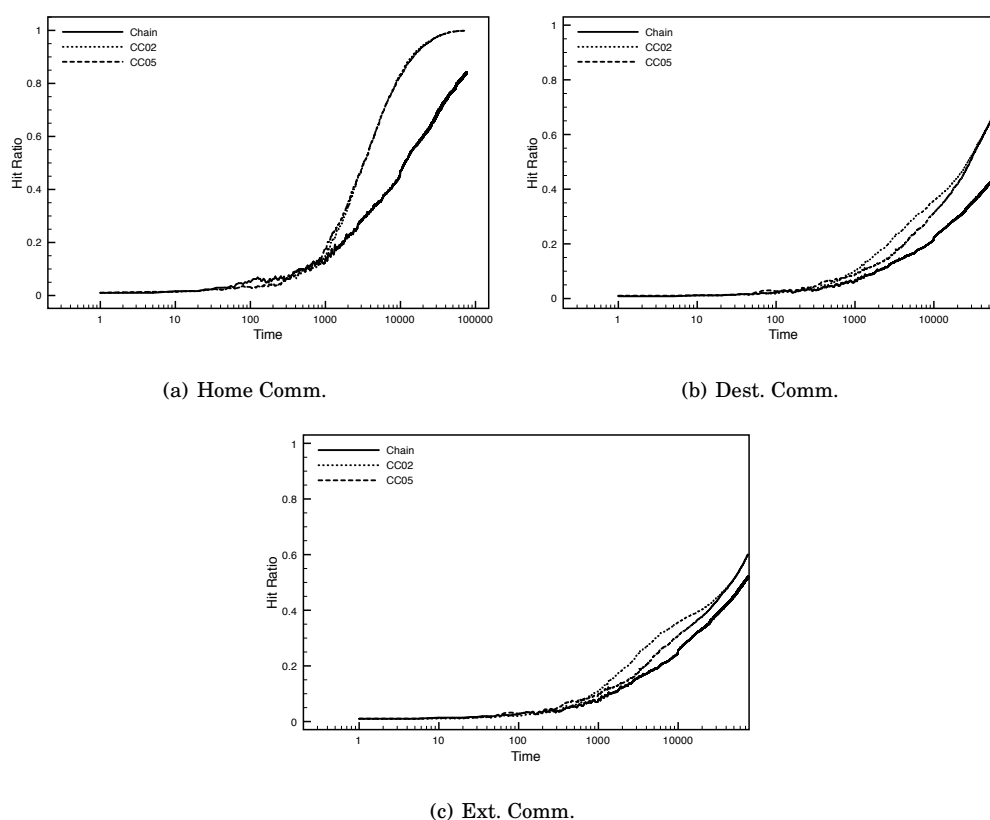 1
0.8
0.6
0.4
0.2
0
Hit Ratio
Chain
CC02
CC05
1 10 100 1000 10000 100000
Time
(a) Home Comm.
1
0.8
0.6
0.4
0.2
0
Hit Ratio
Chain
CC02
CC05
1 10 100 1000 10000
Time
(b) Dest. Comm.
1
0.8
0.6
0.4
0.2
0
Hit Ratio
Chain
CC02
CC05
1 10 100 1000 10000
Time
(c) Ext. Comm.